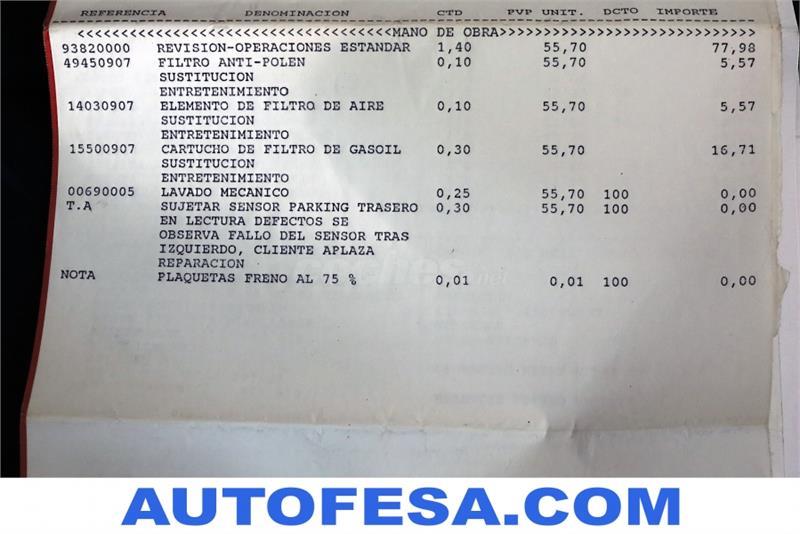 REFERENCIA DENOMINACION CTD PVP UNIT. DCTO IMPORTE
<<<<<<<<<<<<<<<<<<<<<<<<<<<<<<<<<<<<<<<MANO DE OBRA>>>>>>>>>>>>>>>>>>>>>>>>>>>>>>>
93820000 REVISION-OPERACIONES ESTANDAR 1,40 55,70 77,98
49450907 FILTRO ANTI-POLEN 0,10 55,70 5,57
SUSTITUCION
ENTRETENIMIENTO
14030907 ELEMENTO DE FILTRO DE AIRE 0,10 55,70 5,57
SUSTITUCION
ENTRETENIMIENTO
15500907 CARTUCHO DE FILTRO DE GASOIL 0,30 55,70 16,71
SUSTITUCION
ENTRETENIMIENTO
00690005 LAVADO MECANICO 0,25 55,70 100 0,00
T.A SUJETAR SENSOR PARKING TRASERO 0,30 55,70 100 0,00
EN LECTURA DEFECTOS SE
OBSERVA FALLO DEL SENSOR TRAS
IZQUIERDO, CLIENTE APLAZA
REPARACION
NOTA PLAQUETAS FRENO AL 75 % 0,01 0,01 100 0,00
AUTOFESA.COM